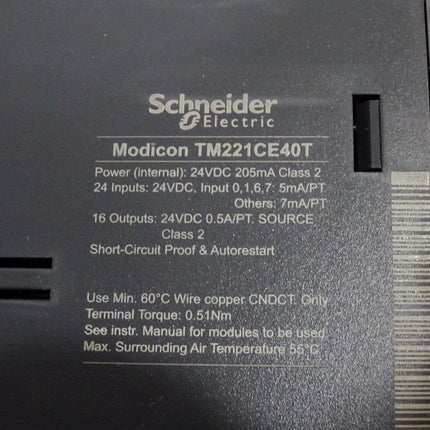 Schneider
Electric
Modicon TM221CE40T
Power (internal): 24VDC 205mA Class 2
24 Inputs: 24VDC, Input 0,1,6,7: 5mA/PT
Others: 7mA/PT
16 Outputs: 24VDC 0.5A/PT. SOURCE
Class 2
Short-Circuit Proof & Autorestart
Use Min. 60°C Wire copper CNDCT. Only
Terminal Torque: 0.51Nm
See instr. Manual for modules to be used
Max. Surrounding Air Temperature 55°C